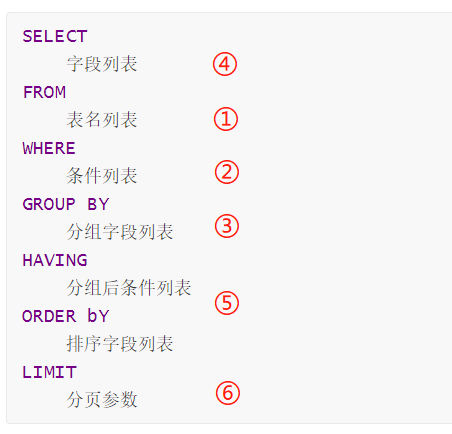 SELECT
字段列表 ④
FROM
表名列表 ①
WHERE
条件列表 ②
GROUP BY
分组字段列表 ③
HAVING
分组后条件列表
⑤
ORDER bY
排序字段列表
LIMIT
分页参数 ⑥